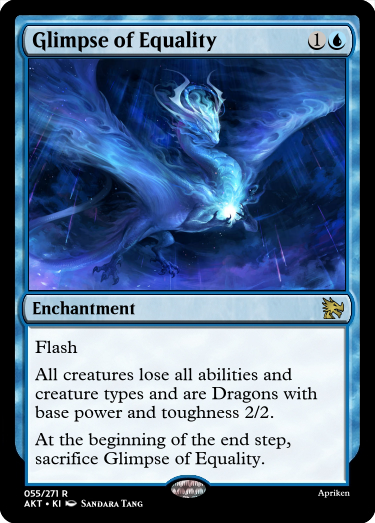 Glimpse of Equality 1
Enchantment
Flash
All creatures lose all abilities and
creature types and are Dragons with
base power and toughness 2/2.
At the beginning of the end step,
sacrifice Glimpse of Equality.
055/271 R
Apriken
AKT • KI Sandara Tang